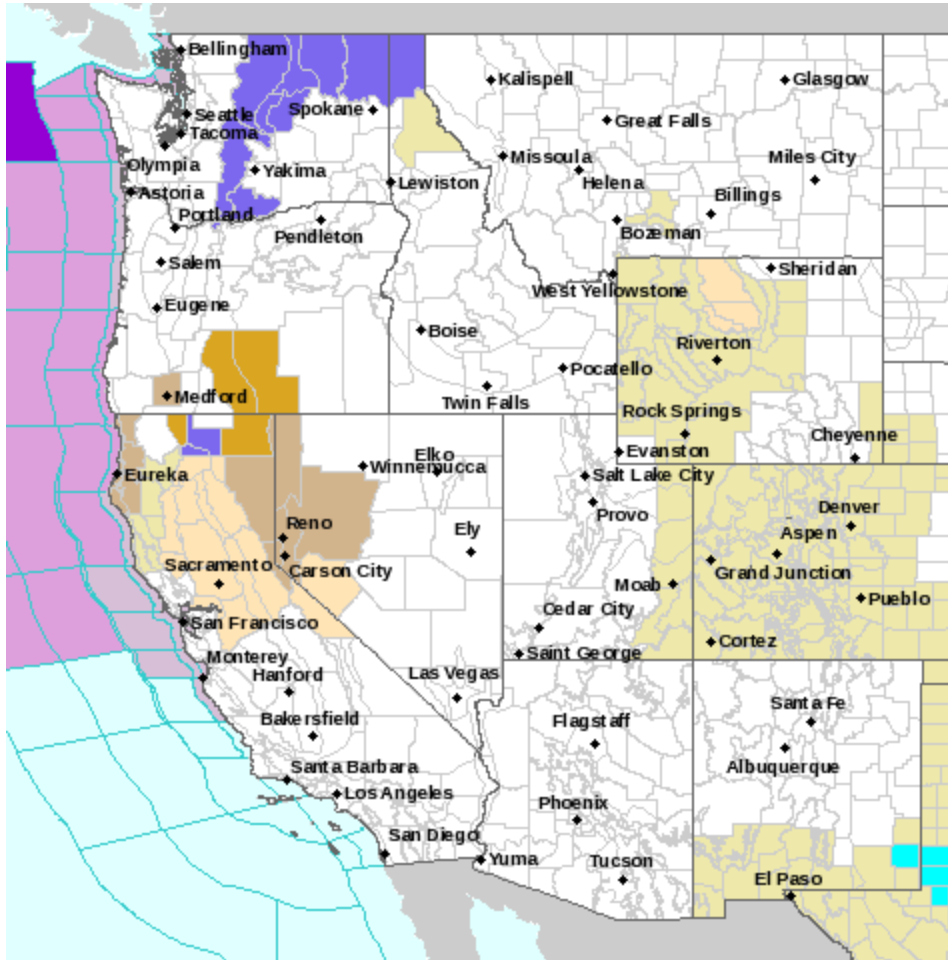 Bellingham
Kalispell
Glasgow
Spokane
Seattle
Great Falls
Tacoma
Olympia
Missoula
Miles City
Yakima
Helena
Lewiston
Astoria
Billings
Portland
Pendleton
Bozeman
Salem
Sheridan
West Yellowstone
Eugene
Boise
Riverton
Pocatello
Medford
Twin Falls
Rock Springs
Cheyenne
Elko
Evanston
Winnemucca
Eureka
Salt Lake City
Denver
Provo
Reno
Ely
Aspen
Sacramento
Carson City
Grand Junction
Moab
Pueblo
Cedar City
San Francisco
Cortez
Saint George
Monterey
Hanford
Las Vegas
Santa Fe
Bakersfield
Flagstaff
Albuquerque
Santa Barbara
Los Angeles
Phoenix
San Diego
Yuma
Tucson
El Paso